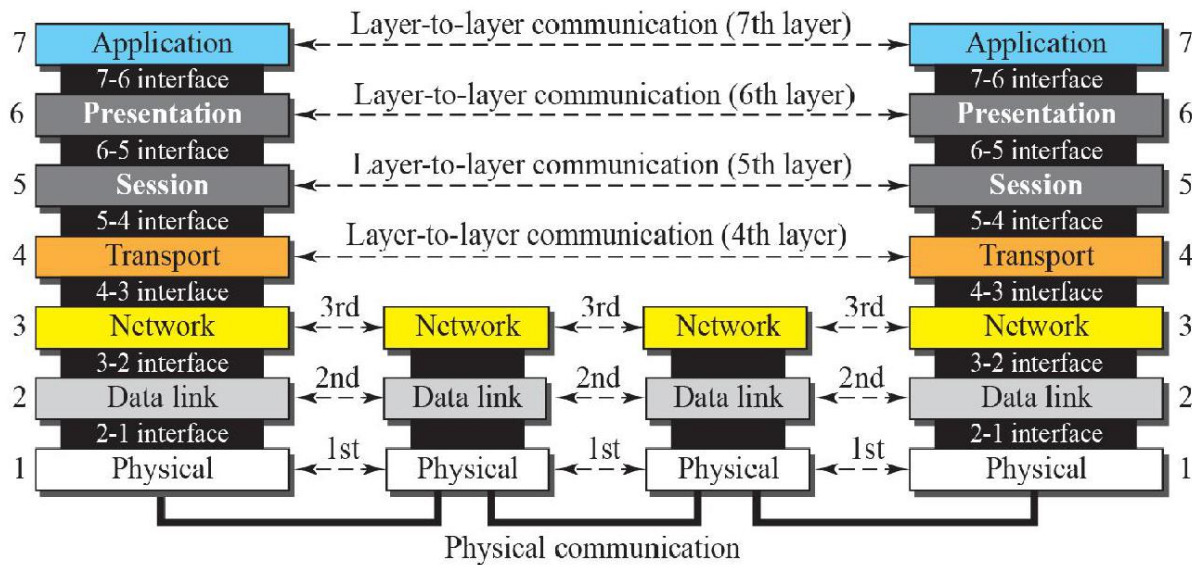 7 Application Layer-to-layer communication (7th layer) Application 7
7-6 interface 7-6 interface
6 Presentation Layer-to-layer communication (6th layer) Presentation 6
6-5 interface 6-5 interface
5 Session Layer-to-layer communication (5th layer) Session 5
5-4 interface 5-4 interface
4 Transport Layer-to-layer communication (4th layer) Transport 4
4-3 interface 4-3 interface
3 Network 3rd Network 3rd Network 3rd Network 3
3-2 interface 3-2 interface
2 Data link 2nd Data link 2nd Data link 2nd Data link 2
2-1 interface 2-1 interface
1 Physical 1st Physical 1st Physical 1st Physical 1
Physical communication